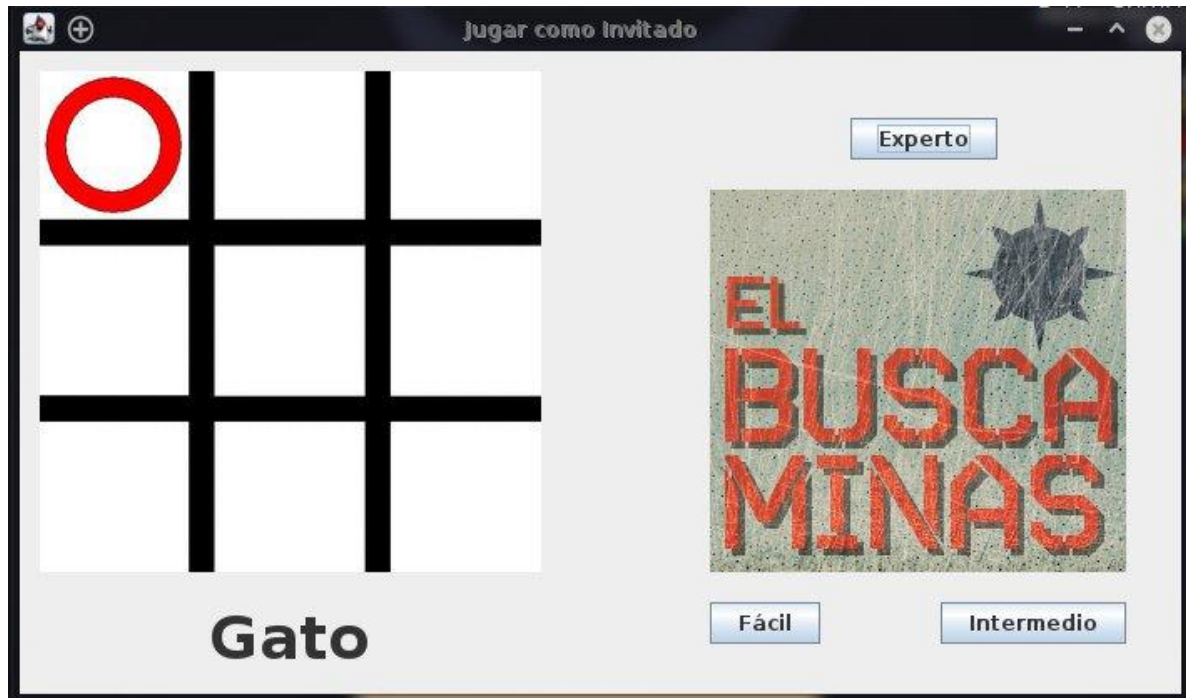 Jugar como Invitado
Experto
EL
BUSCA
MINAS
Fácil
Intermedio
Gato